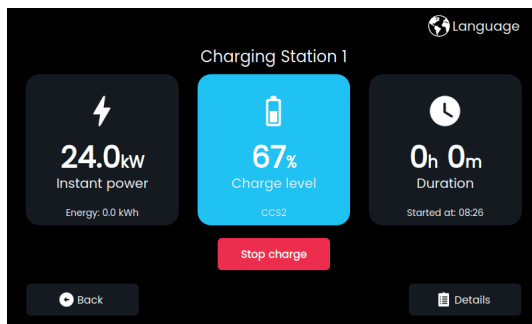 Language
Charging Station 1
24.0kW
Instant power
Energy: 0.0 kWh
67%
Charge level
CCS2
0h 0m
Duration
Started at: 08:26
Stop charge
Back
Details